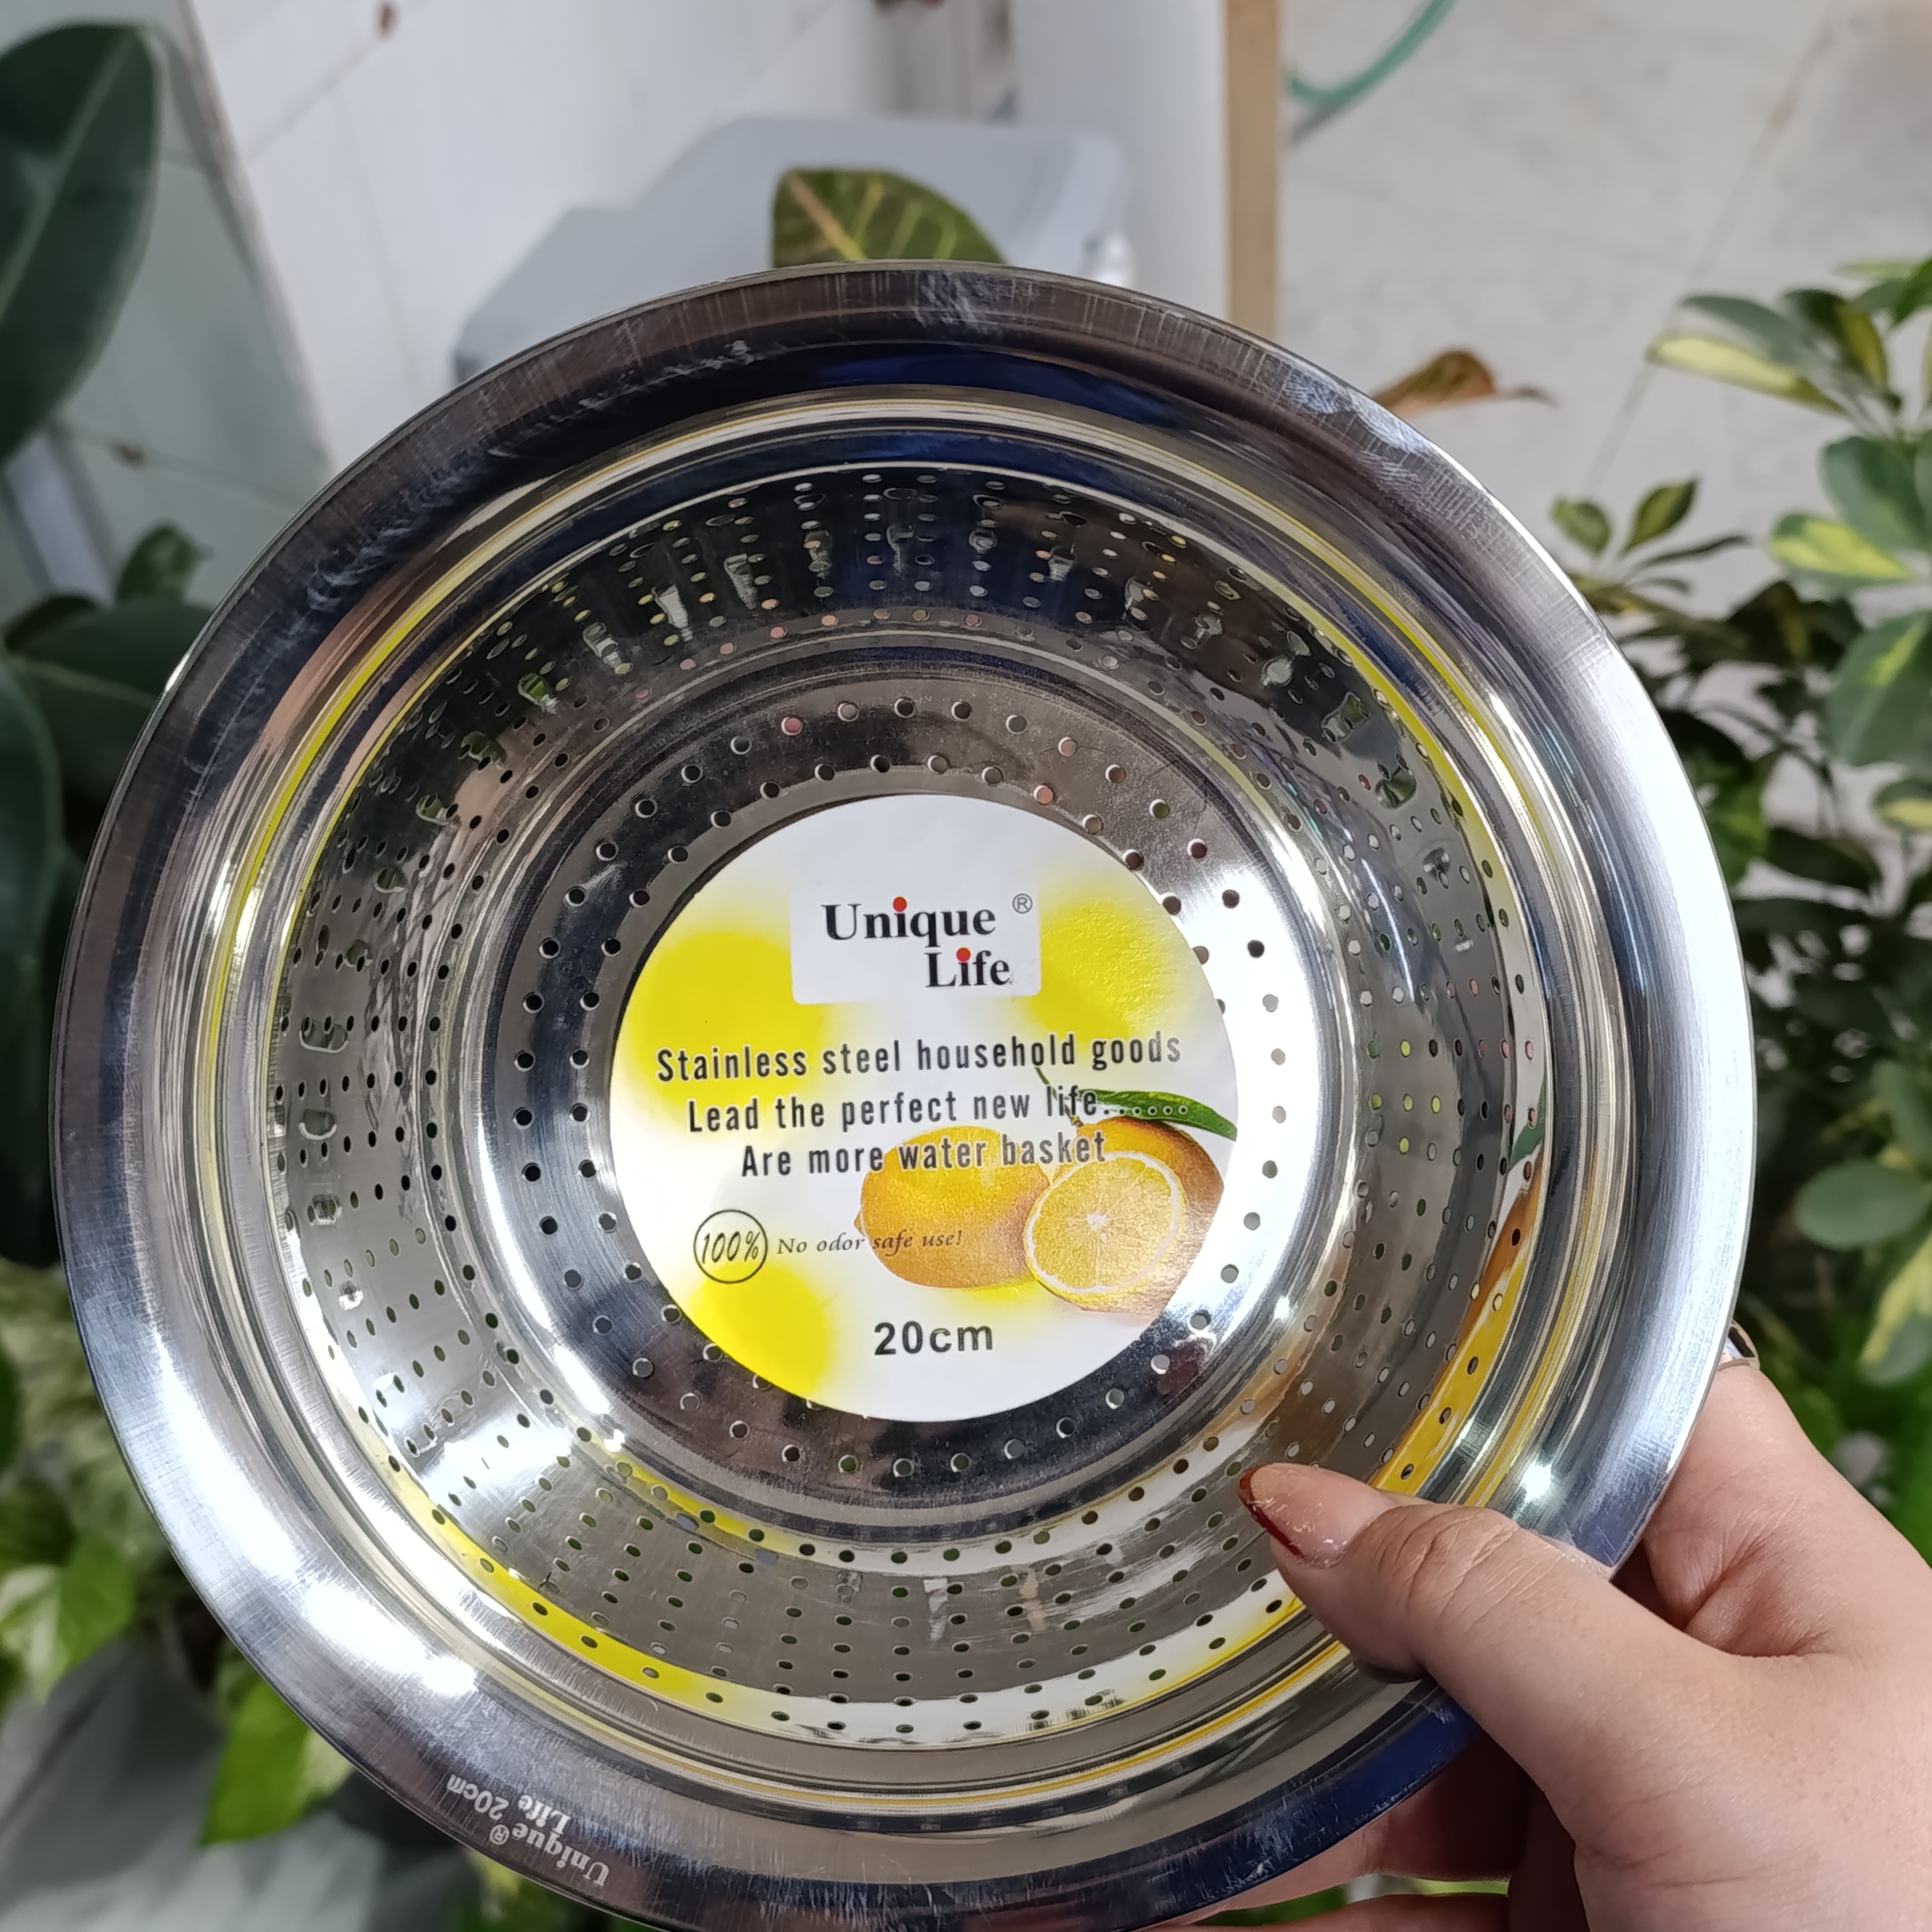 Unique ®
Life
Stainless steel household goods
Lead the perfect new life......
Are more water basket
100% No odor safe use!
20cm
Unique®
Life 20cm